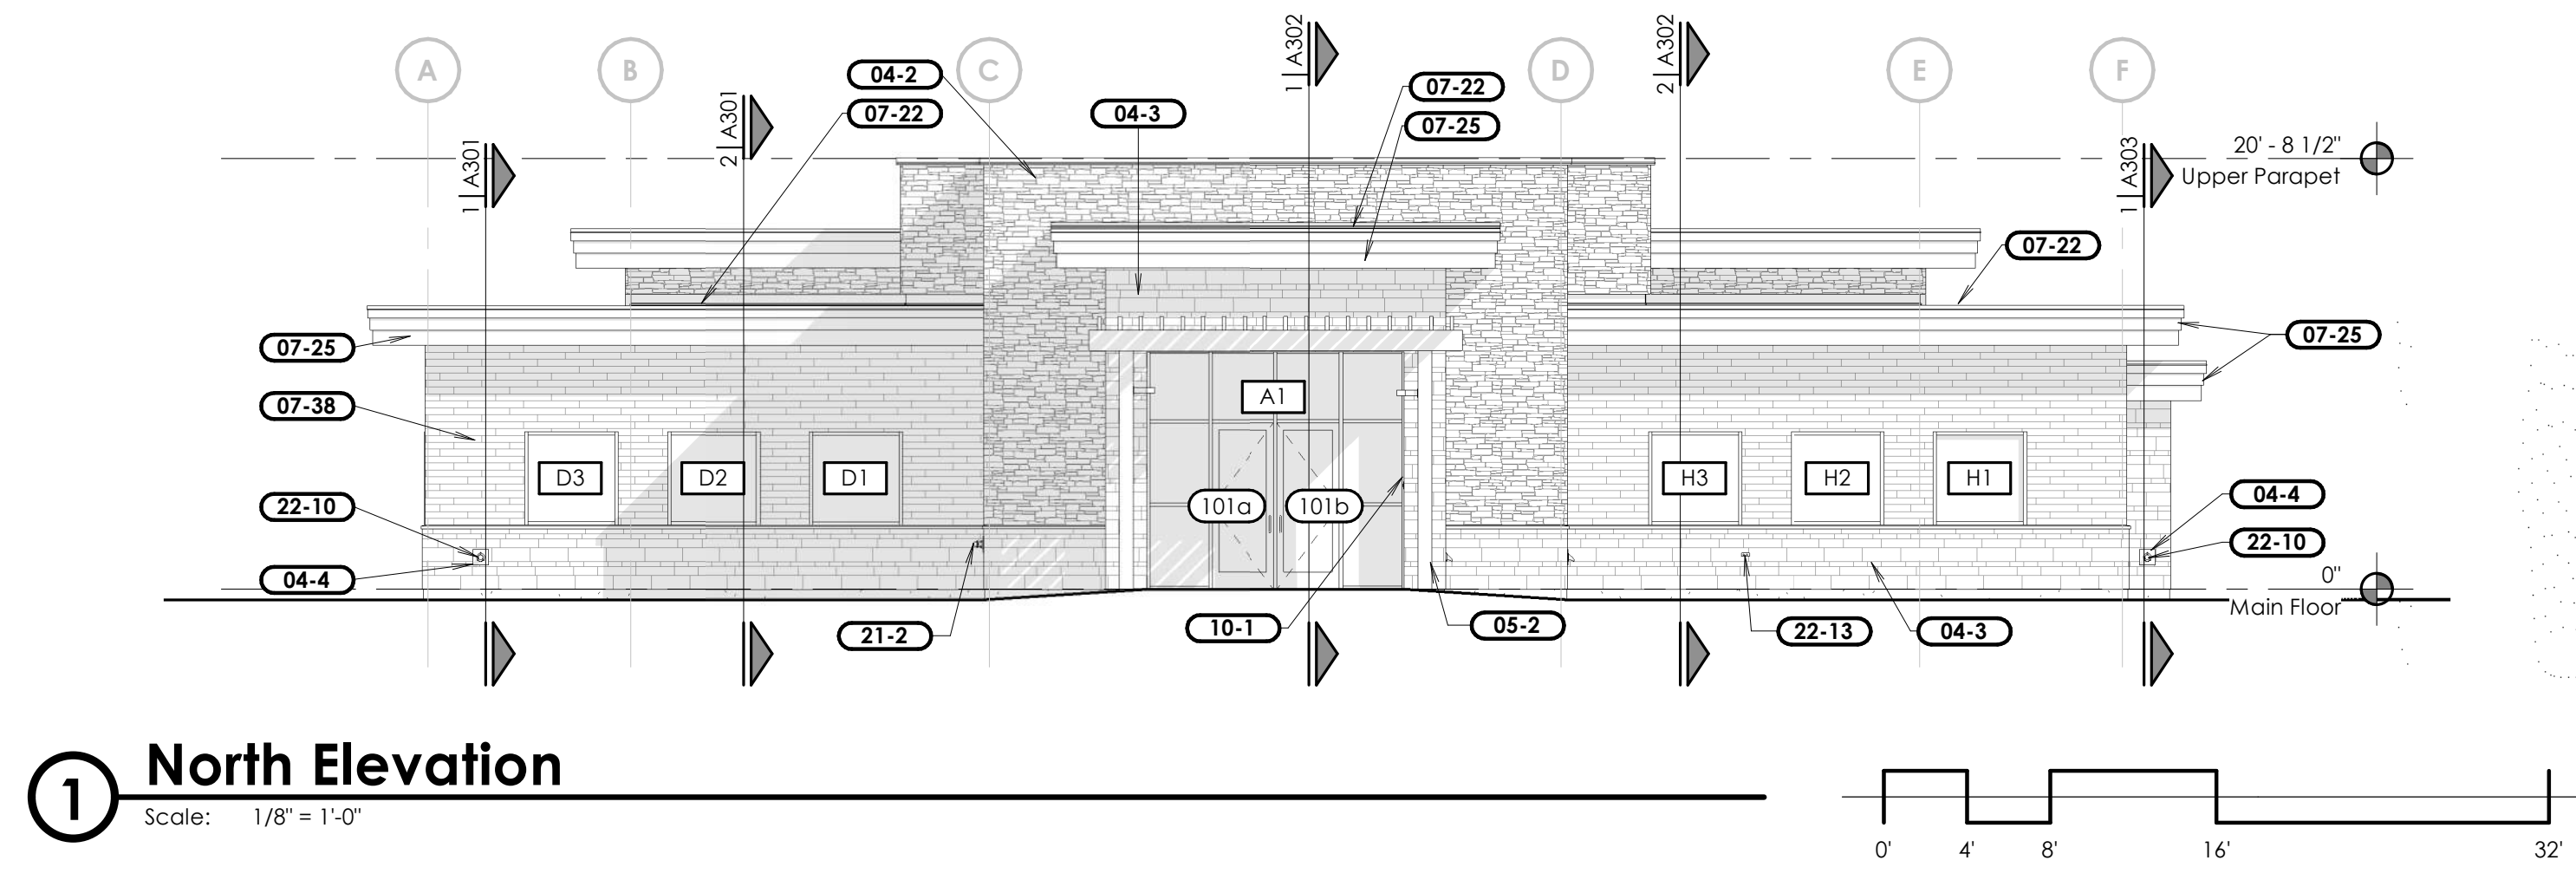 A
B
C
D
E
F
1 | A301
2 | A301
1 | A302
2 | A302
1 | A303
04-2
07-22
04-3
07-22
07-25
20' - 8 1/2"
Upper Parapet
07-22
07-25
07-25
07-38
A1
D3
D2
D1
H3
H2
H1
22-10
101a
101b
04-4
04-4
22-10
0"
Main Floor
21-2
10-1
05-2
22-13
04-3
1
North Elevation
Scale: 1/8" = 1'-0"
0'
4'
8'
16'
32'